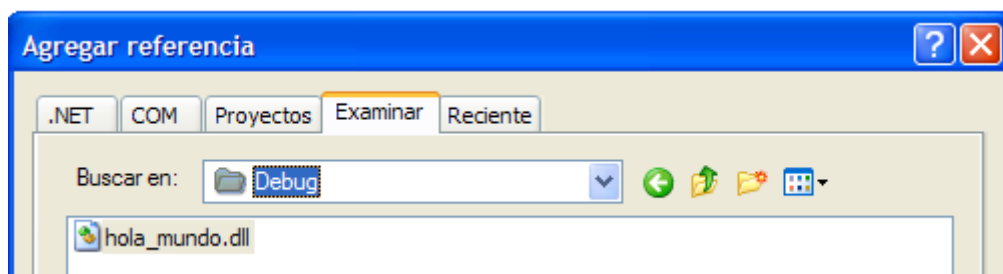 Agregar referencia
.NET COM Proyectos Examinar Reciente
Buscar en: Debug
hola_mundo.dll